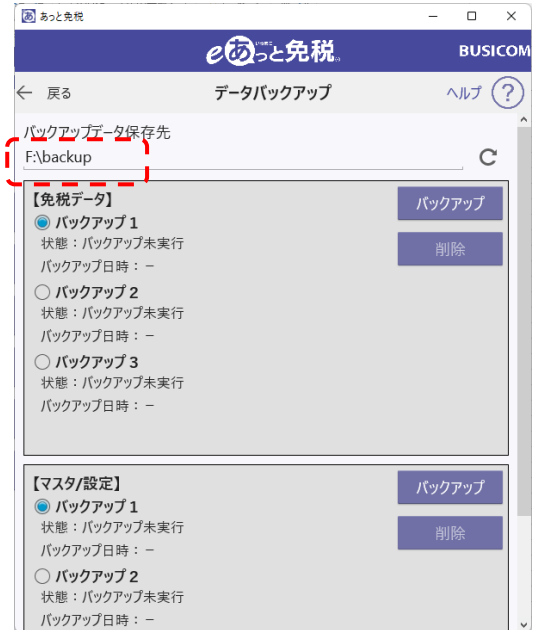 あ あっと免税
eあっと免税。
BUSICOM
← 戻る
データバックアップ
ヘルプ ?
バックアップデータ保存先
F:\backup
【免税データ】
バックアップ
バックアップ 1
状態:バックアップ未実行
削除
バックアップ日時: −
バックアップ 2
状態:バックアップ未実行
バックアップ日時: −
バックアップ 3
状態:バックアップ未実行
バックアップ日時: −
【マスタ/設定】
バックアップ
バックアップ 1
状態:バックアップ未実行
削除
バックアップ日時: −
バックアップ 2
状態:バックアップ未実行
バックアップ日時: −